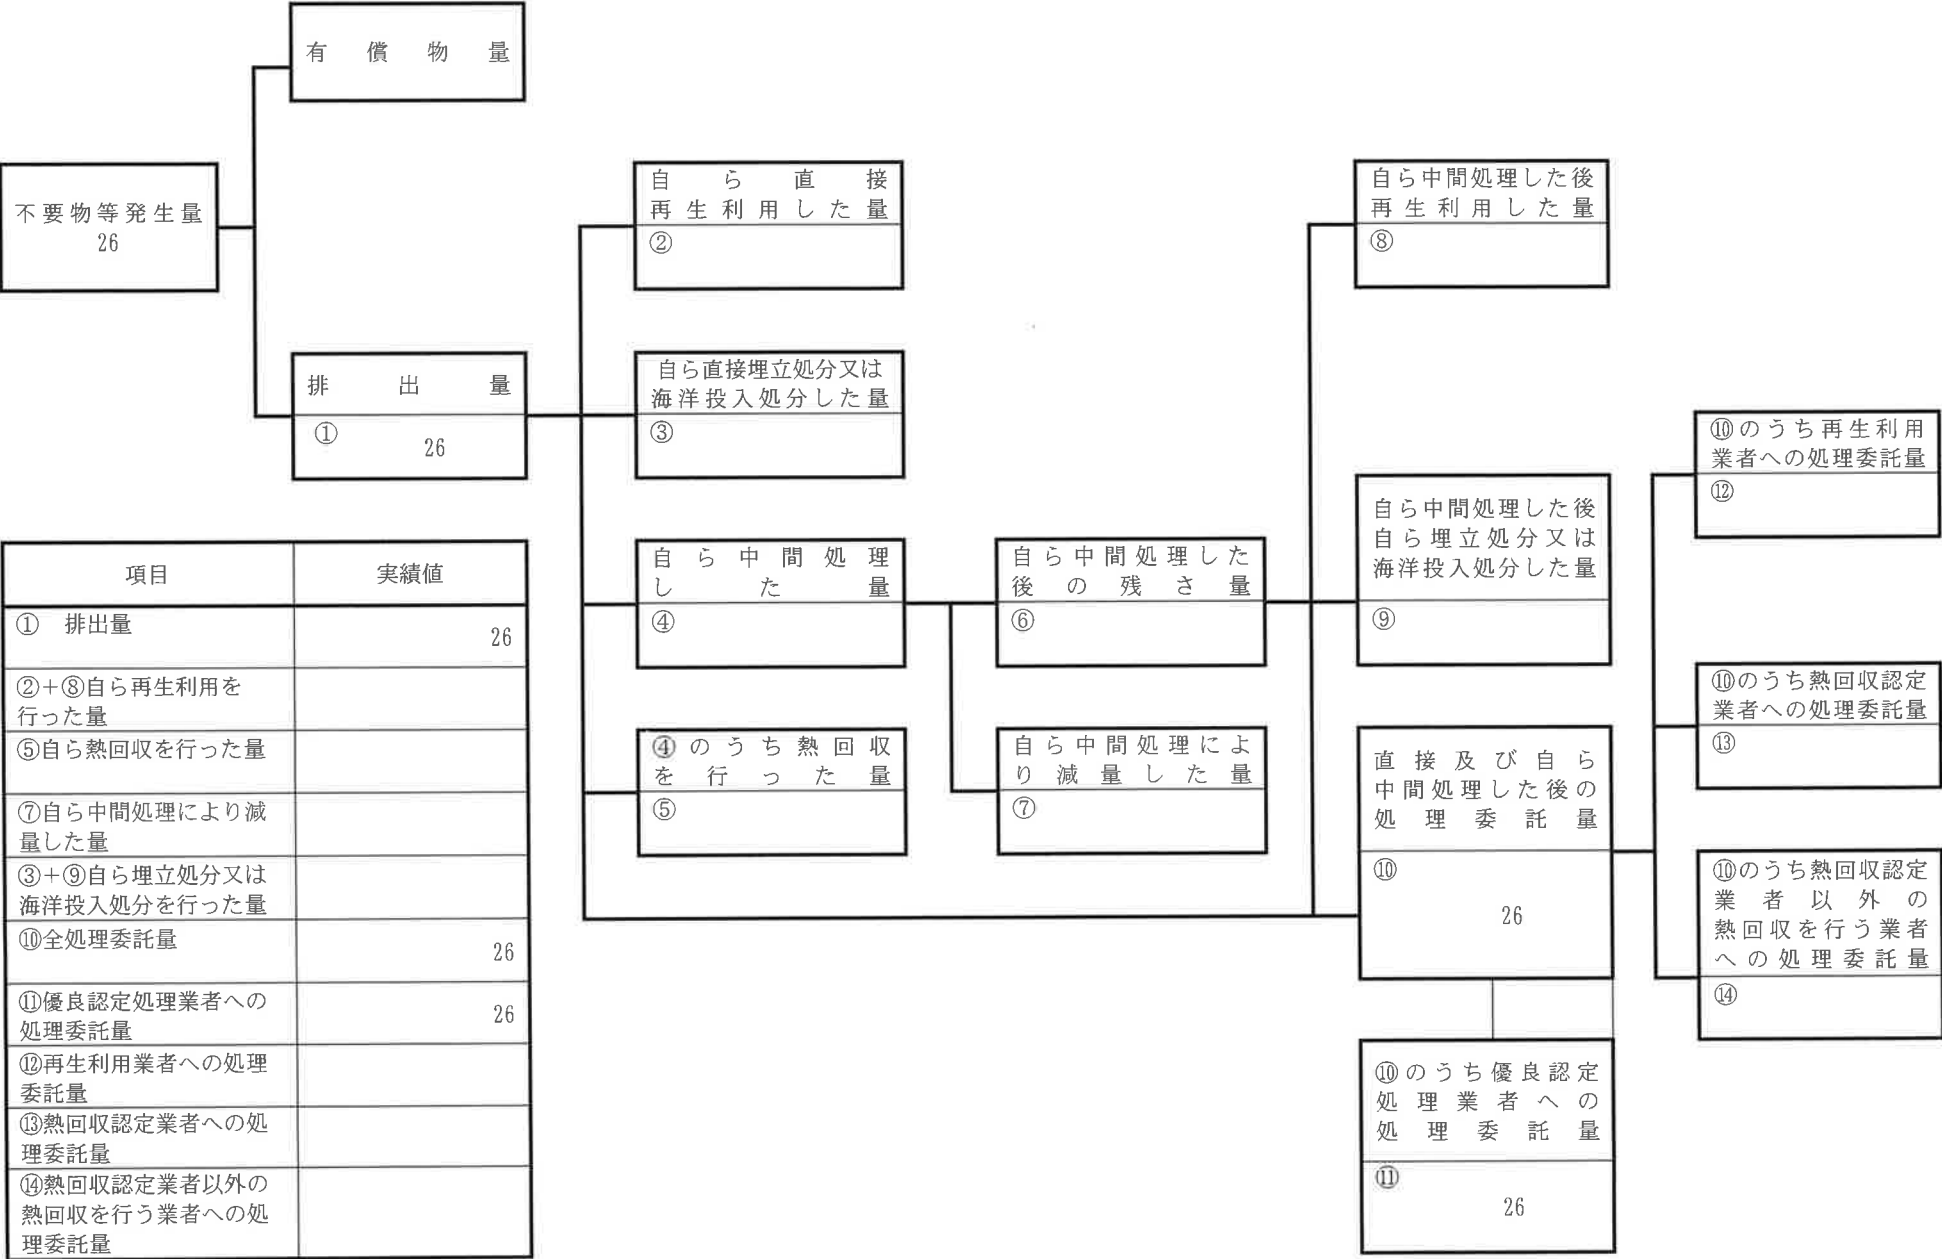 有償物量
不要物等発生量
26
排出量
①
26
自ら直接
再生利用した量
②
自ら直接埋立処分又は
海洋投入処分した量
③
自ら中間処理
した量
④
④のうち熱回収
を行った量
⑤
自ら中間処理した
後の残さ量
⑥
自ら中間処理によ
り減量した量
⑦
自ら中間処理した後
再生利用した量
⑧
自ら中間処理した後
自ら埋立処分又は
海洋投入処分した量
⑨
直接及び自ら
中間処理した後の
処理委託量
⑩
26
⑩のうち優良認定
処理業者への
処理委託量
⑪
26
⑩のうち再生利用
業者への処理委託量
⑫
⑩のうち熱回収認定
業者への処理委託量
⑬
⑩のうち熱回収認定
業者以外の
熱回収を行う業者
への処理委託量
⑭
項目 実績値
① 排出量 26
②+⑧自ら再生利用を
行った量
⑤自ら熱回収を行った量
⑦自ら中間処理により減
量した量
③+⑨自ら埋立処分又は
海洋投入処分を行った量
⑩全処理委託量 26
⑪優良認定処理業者への
処理委託量 26
⑫再生利用業者への処理
委託量
⑬熱回収認定業者への処
理委託量
⑭熱回収認定業者以外の
熱回収を行う業者への処
理委託量